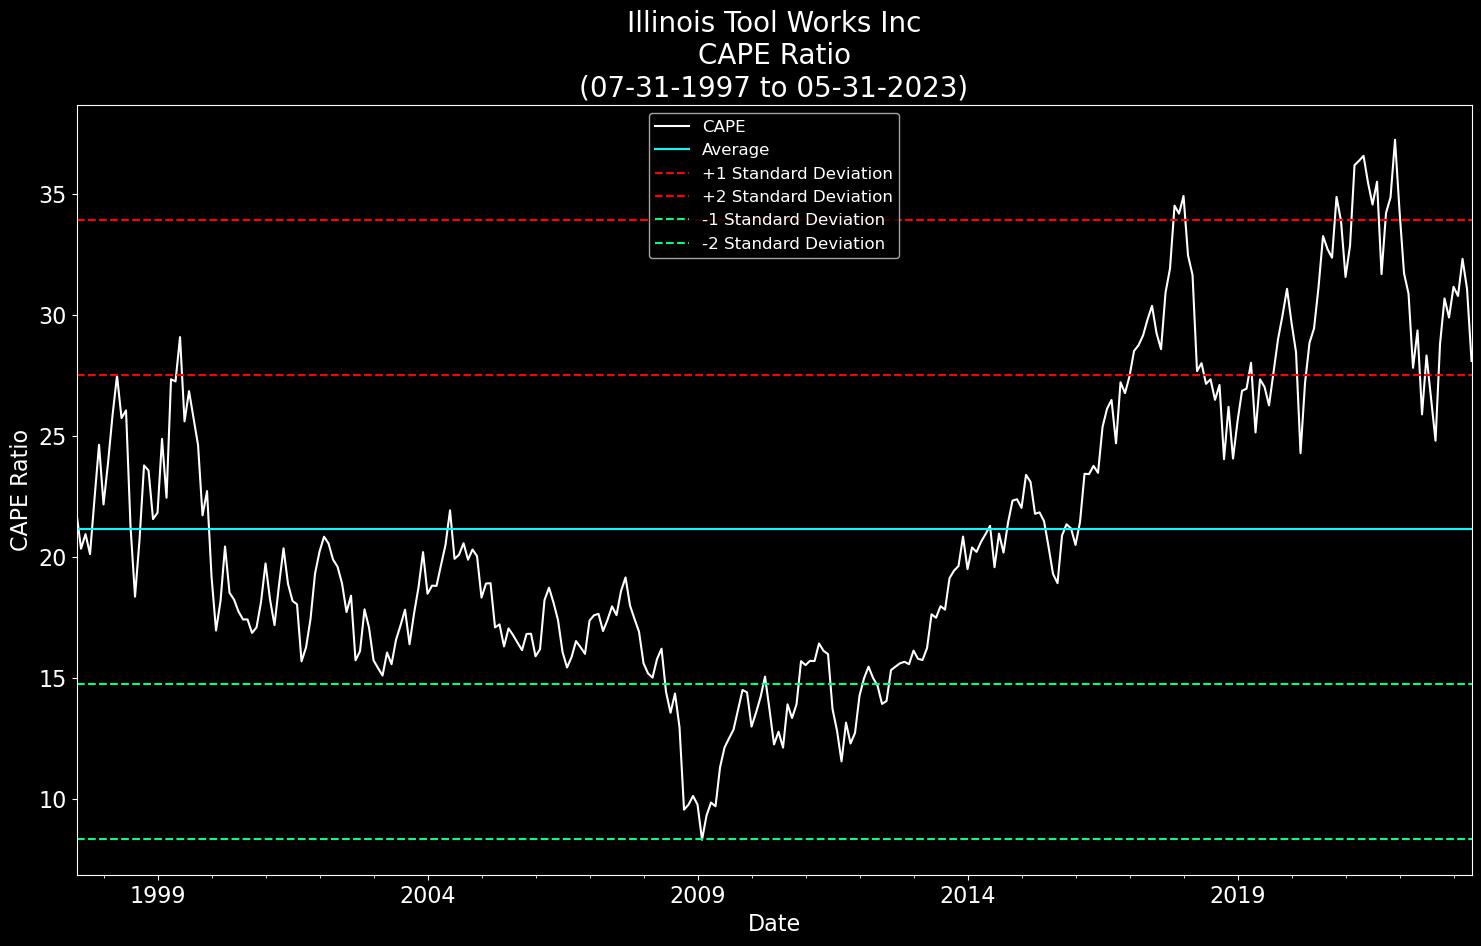 Illinois Tool Works Inc
CAPE Ratio
(07-31-1997 to 05-31-2023)
CAPE
Average
+1 Standard Deviation
+2 Standard Deviation
-1 Standard Deviation
-2 Standard Deviation
35
30
25
20
15
10
CAPE Ratio
1999 2004 2009 2014 2019
Date